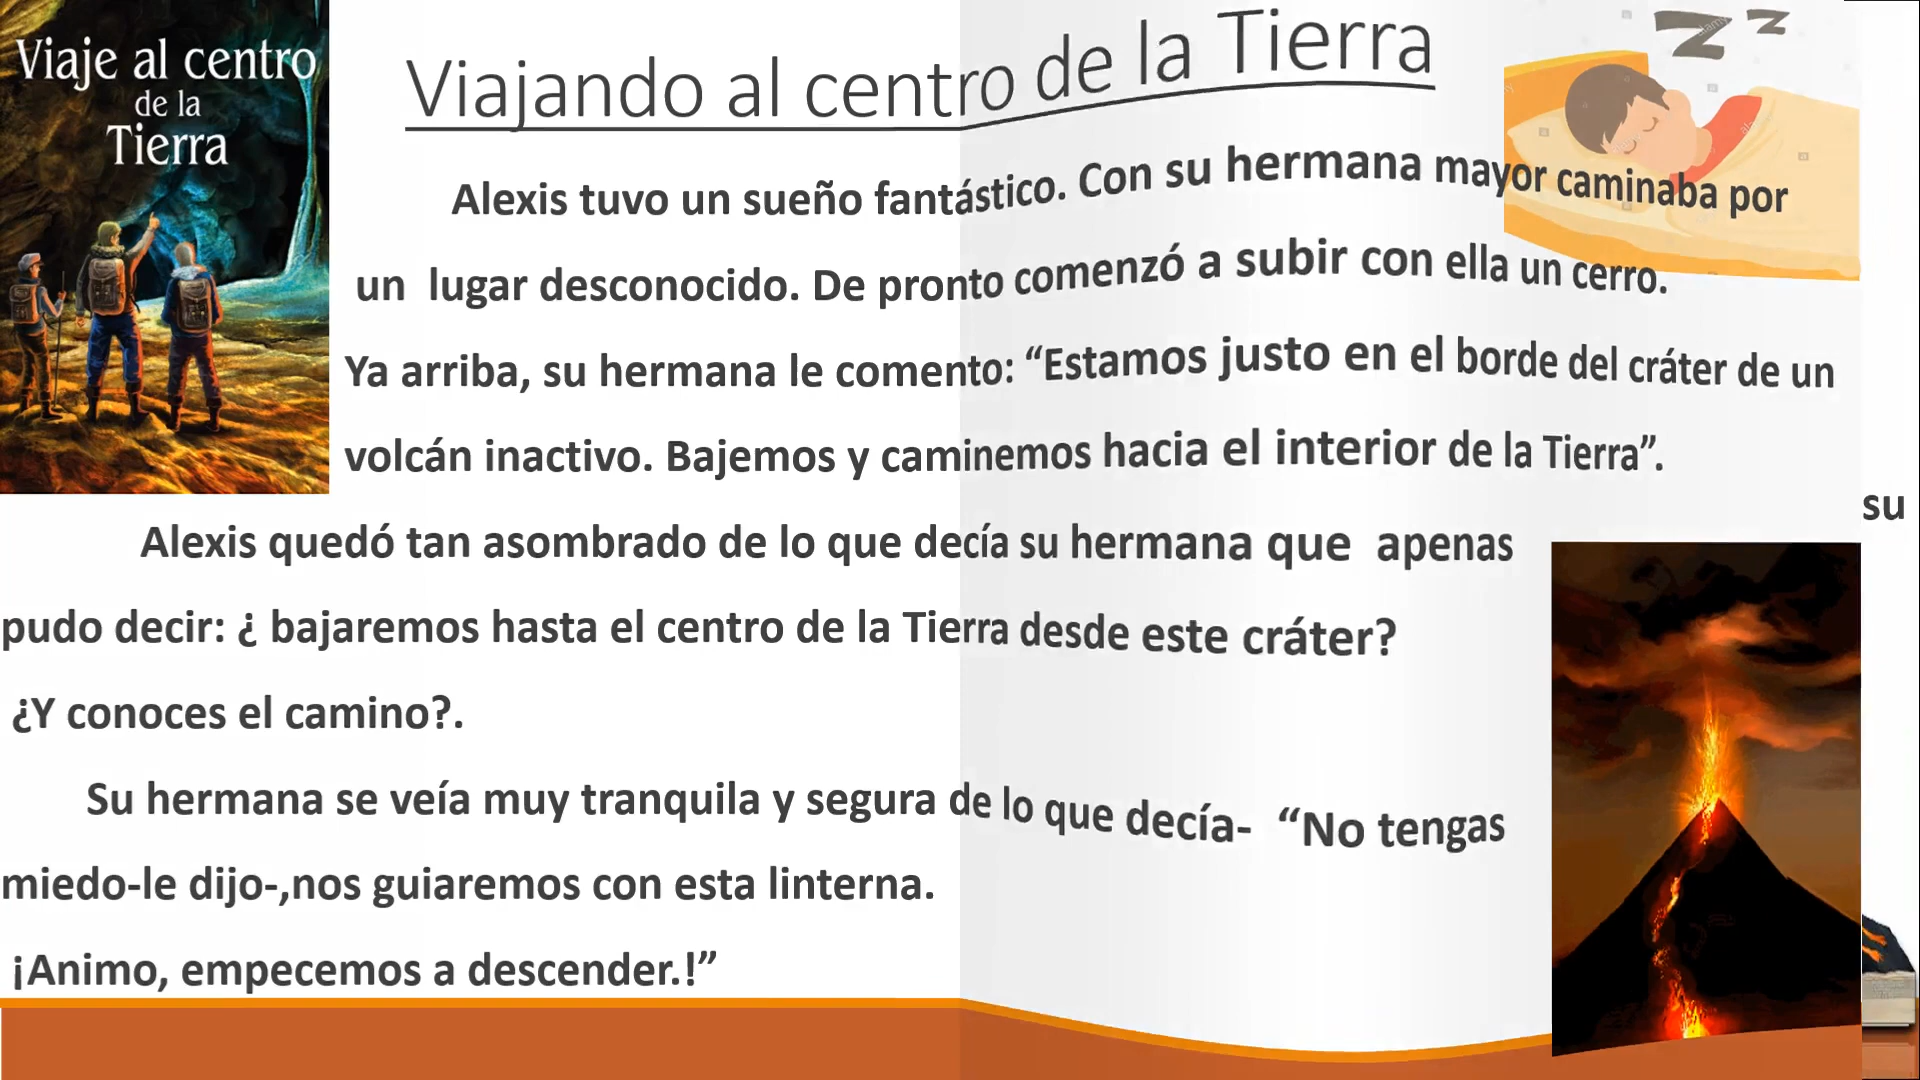 Viaje al centro
de la
Tierra
Viajando al centro de la Tierra
Alexis tuvo un sueño fantástico. Con su hermana mayor caminaba por
un lugar desconocido. De pronto comenzó a subir con ella un cerro.
Ya arriba, su hermana le comento: “Estamos justo en el borde del cráter de un
volcán inactivo. Bajemos y caminemos hacia el interior de la Tierra”.
su
Alexis quedó tan asombrado de lo que decía su hermana que apenas
pudo decir: ¿ bajaremos hasta el centro de la Tierra desde este cráter?
¿Y conoces el camino?.
Su hermana se veía muy tranquila y segura de lo que decía- “No tengas
miedo-le dijo-,nos guiaremos con esta linterna.
¡Animo, empecemos a descender.!”
Z Z